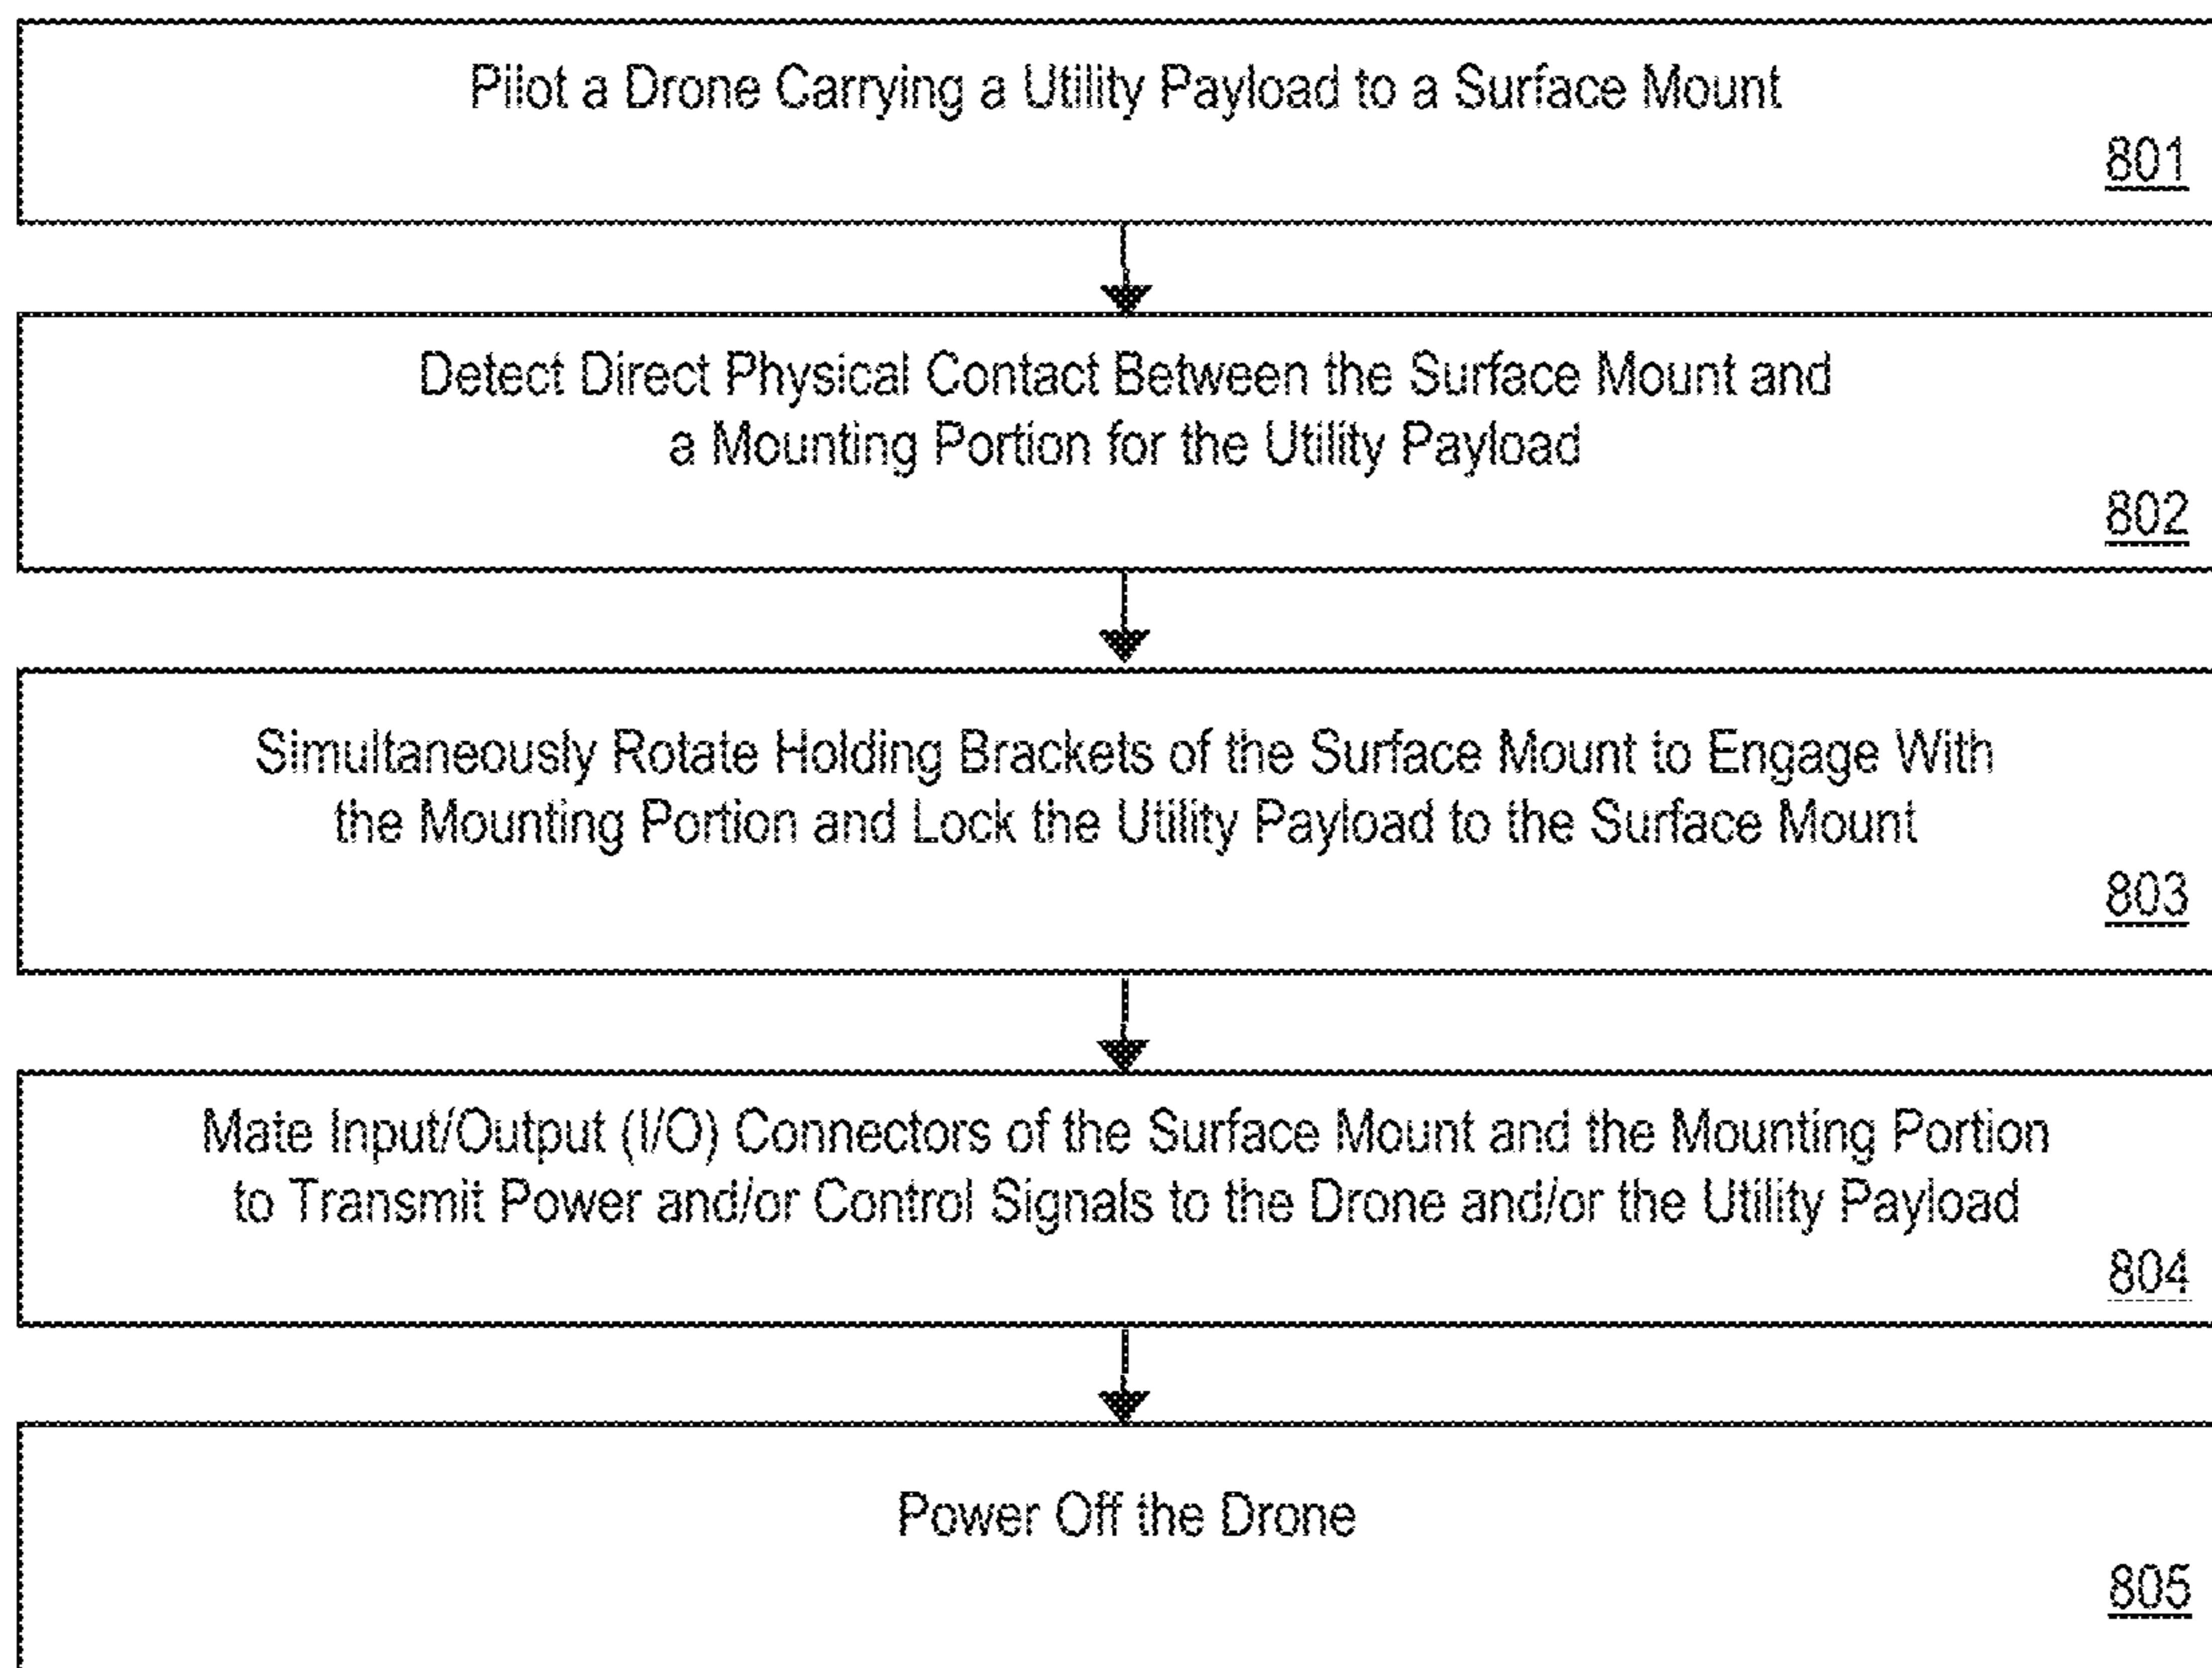 Pilot a Drone Carrying a Utility Payload to a Surface Mount
801
Detect Direct Physical Contact Between the Surface Mount and
a Mounting Portion for the Utility Payload
802
Simultaneously Rotate Holding Brackets of the Surface Mount to Engage With
the Mounting Portion and Lock the Utility Payload to the Surface Mount
803
Mate Input/Output (I/O) Connectors of the Surface Mount and the Mounting Portion
to Transmit Power and/or Control Signals to the Drone and/or the Utility Payload
804
Power Off the Drone
805